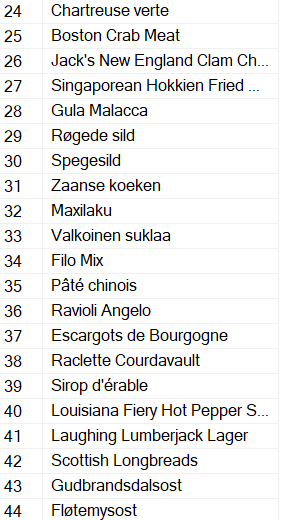 24 Chartreuse verte
25 Boston Crab Meat
26 Jack's New England Clam Ch...
27 Singaporean Hokkien Fried ...
28 Gula Malacca
29 Røgede sild
30 Spegesild
31 Zaanse koeken
32 Maxilaku
33 Valkoinen suklaa
34 Filo Mix
35 Pâté chinois
36 Ravioli Angelo
37 Escargots de Bourgogne
38 Raclette Courdavault
39 Sirop d'érable
40 Louisiana Fiery Hot Pepper S...
41 Laughing Lumberjack Lager
42 Scottish Longbreads
43 Gudbrandsdalsost
44 Fløtemysost